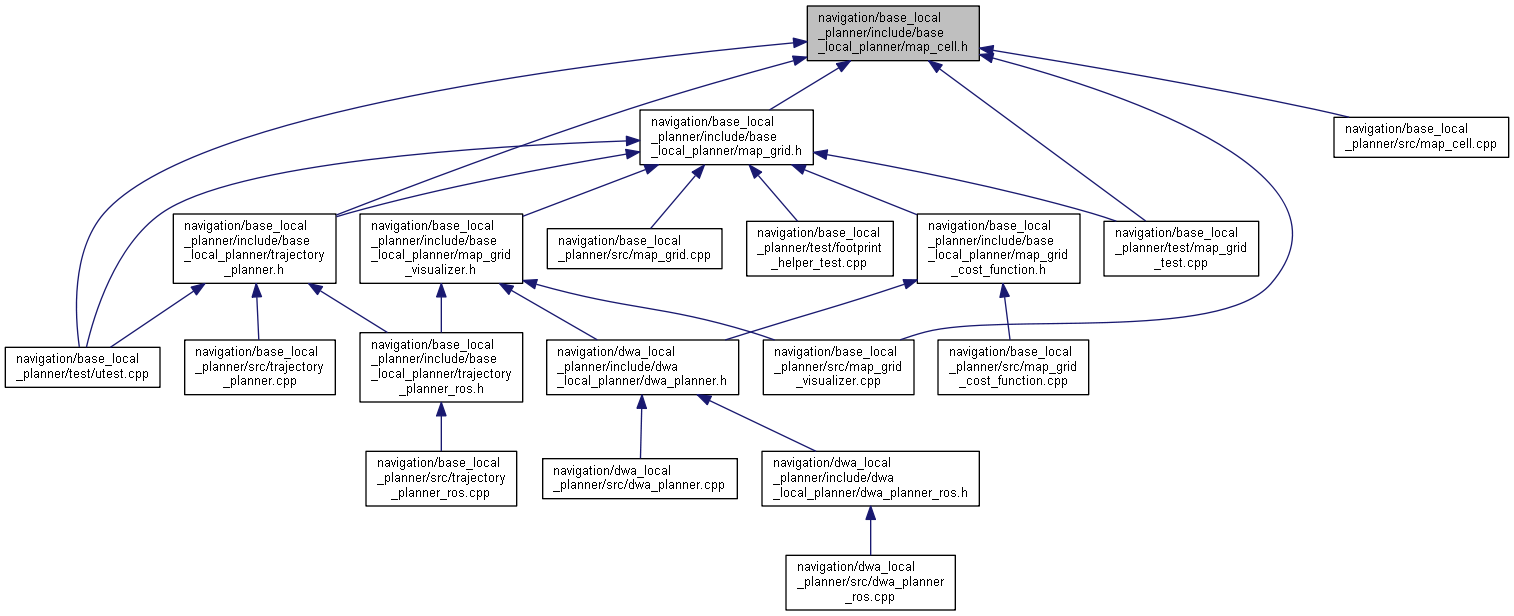 navigation/base_local
_planner/include/base
_local_planner/map_cell.h
navigation/base_local
_planner/include/base
_local_planner/map_grid.h
navigation/base_local
_planner/src/map_cell.cpp
navigation/base_local
_planner/include/base
_local_planner/trajectory
_planner.h
navigation/base_local
_planner/include/base
_local_planner/map_grid
_visualizer.h
navigation/base_local
_planner/src/map_grid.cpp
navigation/base_local
_planner/test/footprint
_helper_test.cpp
navigation/base_local
_planner/include/base
_local_planner/map_grid
_cost_function.h
navigation/base_local
_planner/test/map_grid
_test.cpp
navigation/base_local
_planner/test/utest.cpp
navigation/base_local
_planner/src/trajectory
_planner.cpp
navigation/base_local
_planner/include/base
_local_planner/trajectory
_planner_ros.h
navigation/dwa_local
_planner/include/dwa
_local_planner/dwa_planner.h
navigation/base_local
_planner/src/map_grid
_visualizer.cpp
navigation/base_local
_planner/src/map_grid
_cost_function.cpp
navigation/base_local
_planner/src/trajectory
_planner_ros.cpp
navigation/dwa_local
_planner/src/dwa_planner.cpp
navigation/dwa_local
_planner/include/dwa
_local_planner/dwa_planner_ros.h
navigation/dwa_local
_planner/src/dwa_planner
_ros.cpp